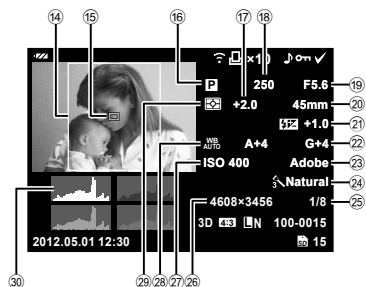 ⑭ ⑮ ⑯ ⑰ ⑱
×10
P 250 F5.6 ⑲
+2.0 45mm ⑳
+1.0 ㉑
WB AUTO A+4 G+4 ㉒
ISO 400 Adobe ㉓
3 Natural ㉔
4608×3456 1/8 ㉕
3D 4:3 LN 100-0015
2012.05.01 12:30 SD 15
㉚ ㉙ ㉘ ㉗ ㉖